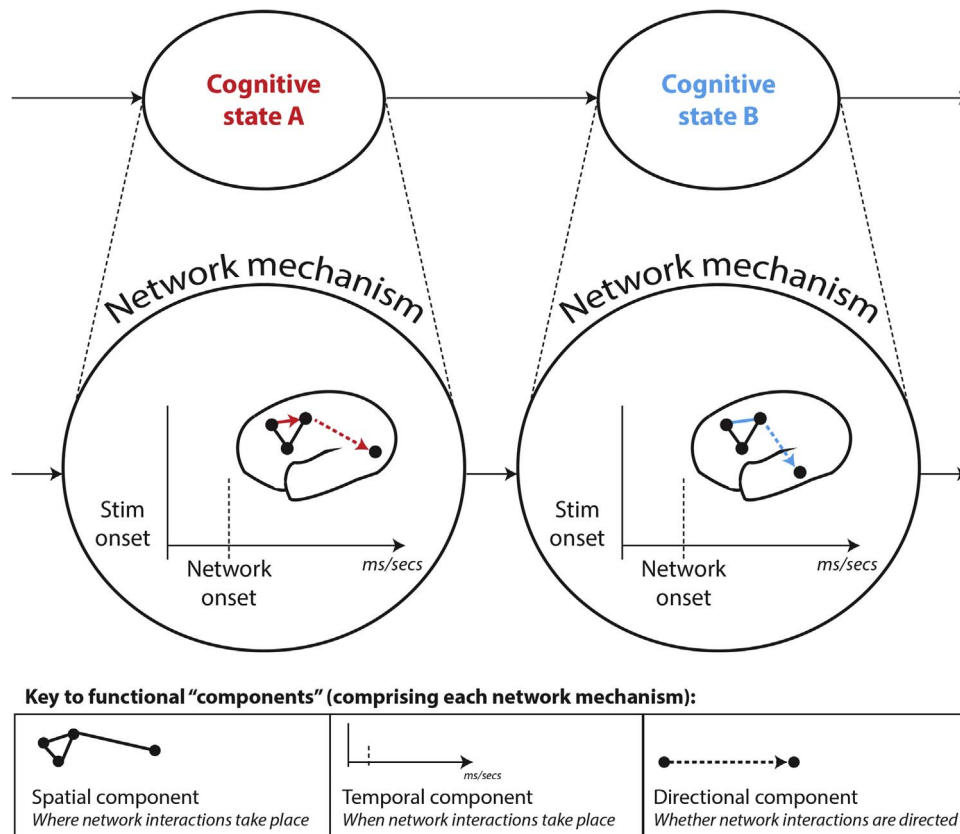 Cognitive
state A
Cognitive
state B
Network mechanism
Network mechanism
Stim
onset
Network
onset
ms/secs
Stim
onset
Network
onset
ms/secs
Key to functional “components” (comprising each network mechanism):
Spatial component
Where network interactions take place
ms/secs
Temporal component
When network interactions take place
Directional component
Whether network interactions are directed